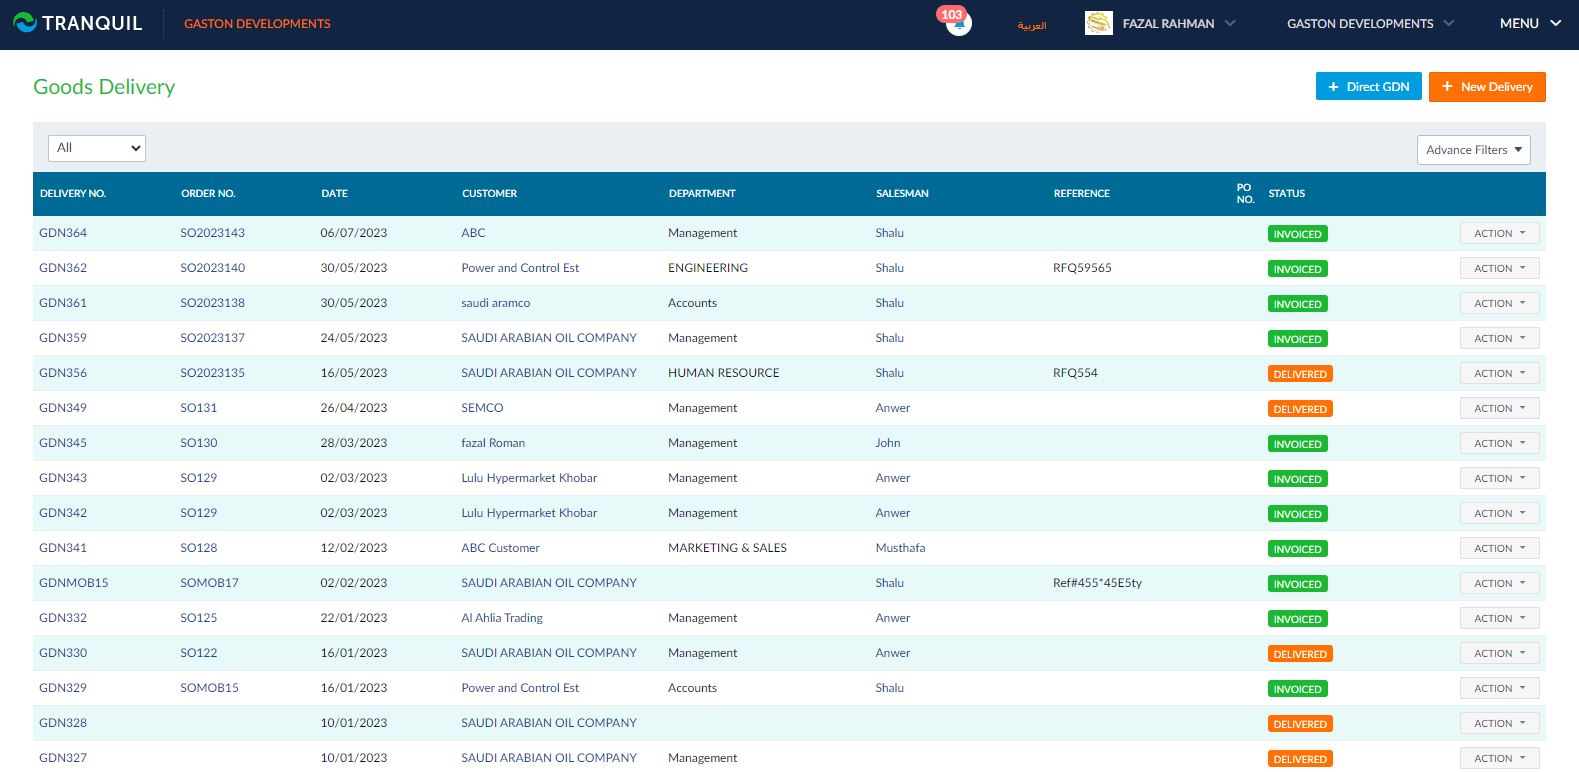 TRANQUIL GASTON DEVELOPMENTS 103 العربية FAZAL RAHMAN GASTON DEVELOPMENTS MENU
Goods Delivery + Direct GDN + New Delivery
All Advance Filters
DELIVERY NO. ORDER NO. DATE CUSTOMER DEPARTMENT SALESMAN REFERENCE PO NO. STATUS
GDN364 SO2023143 06/07/2023 ABC Management Shalu INVOICED ACTION
GDN362 SO2023140 30/05/2023 Power and Control Est ENGINEERING Shalu RFQ59565 INVOICED ACTION
GDN361 SO2023138 30/05/2023 saudi aramco Accounts Shalu INVOICED ACTION
GDN359 SO2023137 24/05/2023 SAUDI ARABIAN OIL COMPANY Management Shalu INVOICED ACTION
GDN356 SO2023135 16/05/2023 SAUDI ARABIAN OIL COMPANY HUMAN RESOURCE Shalu RFQ554 DELIVERED ACTION
GDN349 SO131 26/04/2023 SEMCO Management Anwer DELIVERED ACTION
GDN345 SO130 28/03/2023 fazal Roman Management John INVOICED ACTION
GDN343 SO129 02/03/2023 Lulu Hypermarket Khobar Management Anwer INVOICED ACTION
GDN342 SO129 02/03/2023 Lulu Hypermarket Khobar Management Anwer INVOICED ACTION
GDN341 SO128 12/02/2023 ABC Customer MARKETING & SALES Musthafa INVOICED ACTION
GDNMOB15 SOMOB17 02/02/2023 SAUDI ARABIAN OIL COMPANY Shalu Ref#455*45E5ty INVOICED ACTION
GDN332 SO125 22/01/2023 Al Ahlia Trading Management Anwer INVOICED ACTION
GDN330 SO122 16/01/2023 SAUDI ARABIAN OIL COMPANY Management Anwer DELIVERED ACTION
GDN329 SOMOB15 16/01/2023 Power and Control Est Accounts Shalu INVOICED ACTION
GDN328 10/01/2023 SAUDI ARABIAN OIL COMPANY DELIVERED ACTION
GDN327 10/01/2023 SAUDI ARABIAN OIL COMPANY Management DELIVERED ACTION